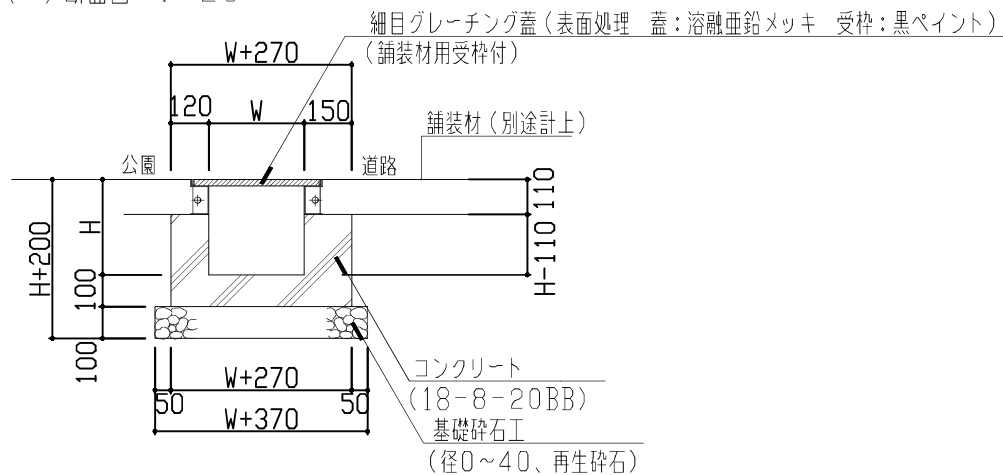 細目グレーチング蓋（表面処理　蓋：溶融亜鉛メッキ　受枠：黒ペイント）
（舗装材用受枠付）
W+270
120
W
150
舗装材（別途計上）
公園
道路
110
H-110
H
H+200
100
100
コンクリート
（18-8-20BB）
W+270
50
50
W+370
基礎砕石工
（径0～40、再生砕石）